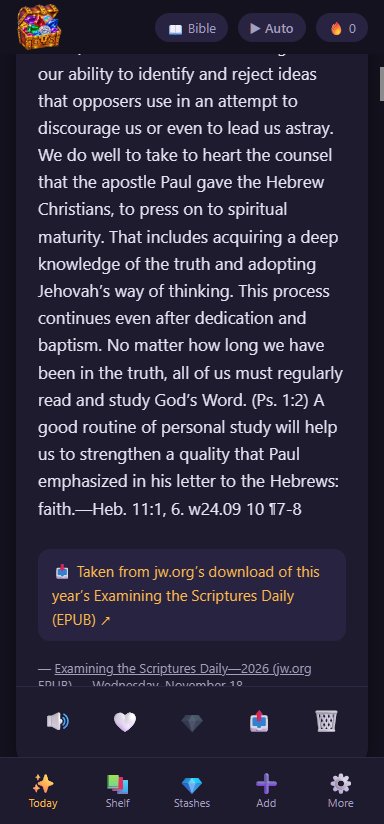 Bible
Auto
0
our ability to identify and reject ideas
that opposers use in an attempt to
discourage us or even to lead us astray.
We do well to take to heart the counsel
that the apostle Paul gave the Hebrew
Christians, to press on to spiritual
maturity. That includes acquiring a deep
knowledge of the truth and adopting
Jehovah’s way of thinking. This process
continues even after dedication and
baptism. No matter how long we have
been in the truth, all of us must regularly
read and study God’s Word. (Ps. 1:2) A
good routine of personal study will help
us to strengthen a quality that Paul
emphasized in his letter to the Hebrews:
faith.—Heb. 11:1, 6. w24.09 10 ¶7-8
Taken from jw.org’s download of this
year’s Examining the Scriptures Daily
(EPUB) ↗
— Examining the Scriptures Daily—2026 (jw.org
EPUB) — Wednesday, November 18
Today
Shelf
Stashes
Add
More